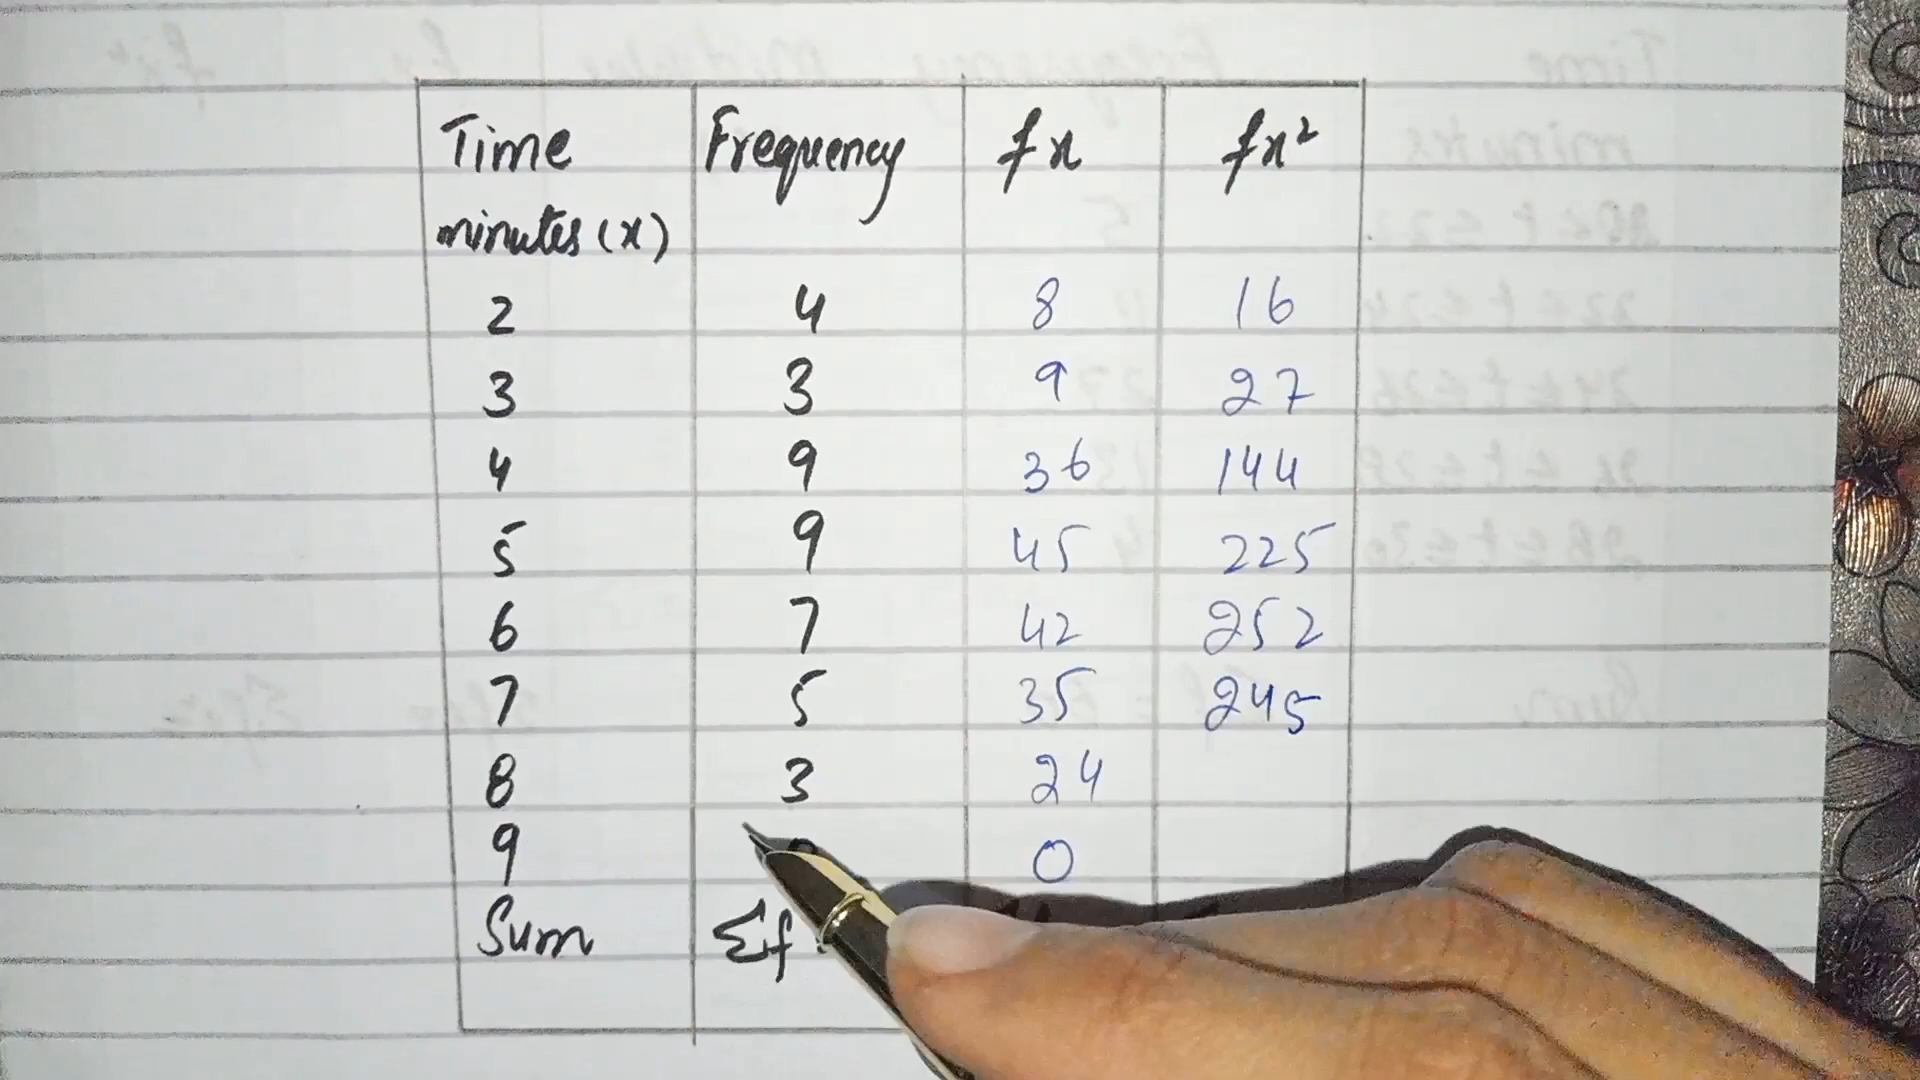 Time Frequency fx fx²
minutes (x)
2 4 8 16
3 3 9 27
4 9 36 144
5 9 45 225
6 7 42 252
7 5 35 245
8 3 24
9 0
Sum Σf